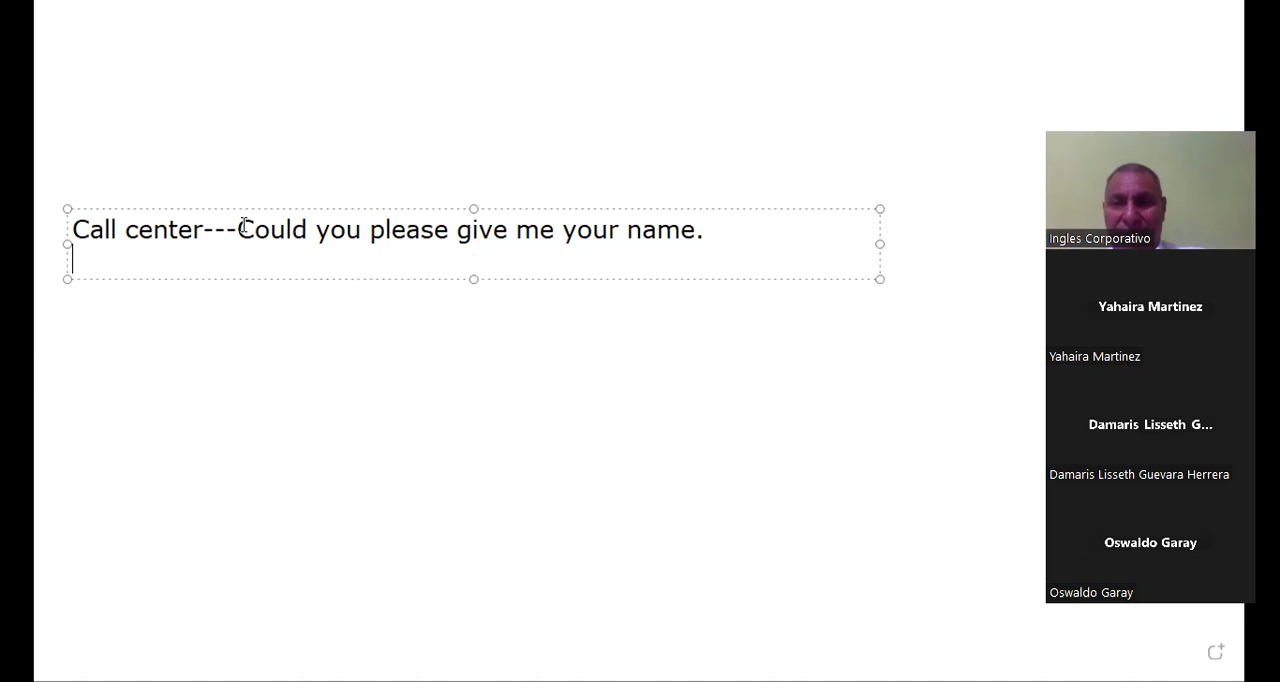 Call center---Could you please give me your name.
Ingles Corporativo
Yahaira Martinez
Yahaira Martinez
Damaris Lisseth G...
Damaris Lisseth Guevara Herrera
Oswaldo Garay
Oswaldo Garay